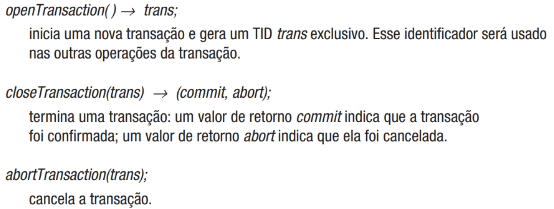 openTransaction( ) → trans;
inicia uma nova transação e gera um TID trans exclusivo. Esse identificador será usado
nas outras operações da transação.
closeTransaction(trans) → (commit, abort);
termina uma transação: um valor de retorno commit indica que a transação
foi confirmada; um valor de retorno abort indica que ela foi cancelada.
abortTransaction(trans);
cancela a transação.